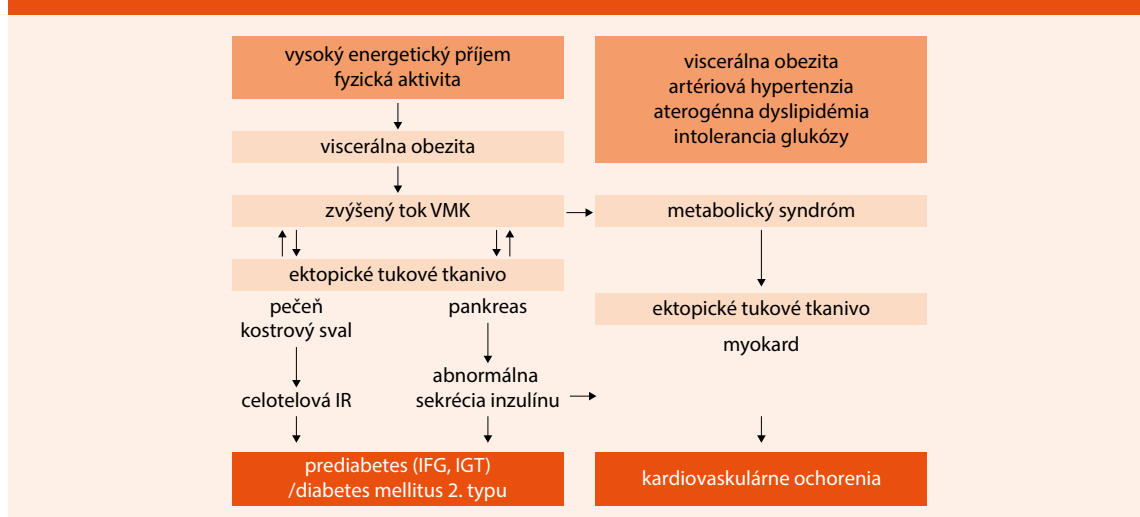 vysoký energetický příjem
fyzická aktivita
viscerálna obezita
zvýšený tok VMK
ektopické tukové tkanivo
pečeň
kostrový sval
pankreas
celotelová IR
abnormálna
sekrécia inzulínu
prediabetes (IFG, IGT)
/diabetes mellitus 2. typu
viscerálna obezita
artériová hypertenzia
aterogénna dyslipidémia
intolerancia glukózy
metabolický syndróm
ektopické tukové tkanivo
myokard
kardiovaskulárne ochorenia